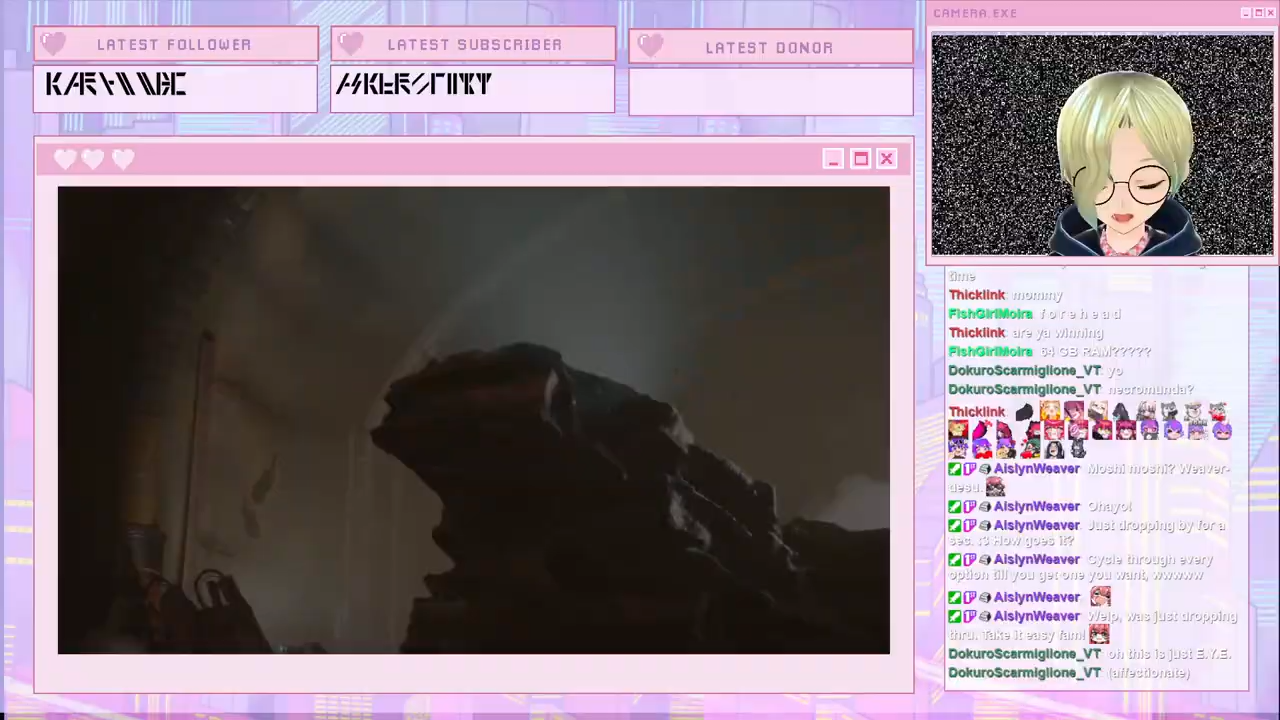 LATEST FOLLOWER
LATEST SUBSCRIBER
LATEST DONOR
CAMERA.EXE
time
Thicklink mommy
FishGirlMoira f o r e h e a d
Thicklink are ya winning
FishGirlMoira 64 GB RAM?????
DokuroScarmiglione_VT yo
DokuroScarmiglione_VT necromunda?
Thicklink
AislynWeaver Moshi moshi? Weaver-
desu.
AislynWeaver Ohayo!
AislynWeaver Just dropping by for a
sec. :3 How goes it?
AislynWeaver Cycle through every
option till you get one you want, wwwww
AislynWeaver
AislynWeaver Welp, was just dropping
thru. Take it easy fam!
DokuroScarmiglione_VT oh this is just E.Y.E.
DokuroScarmiglione_VT (affectionate)